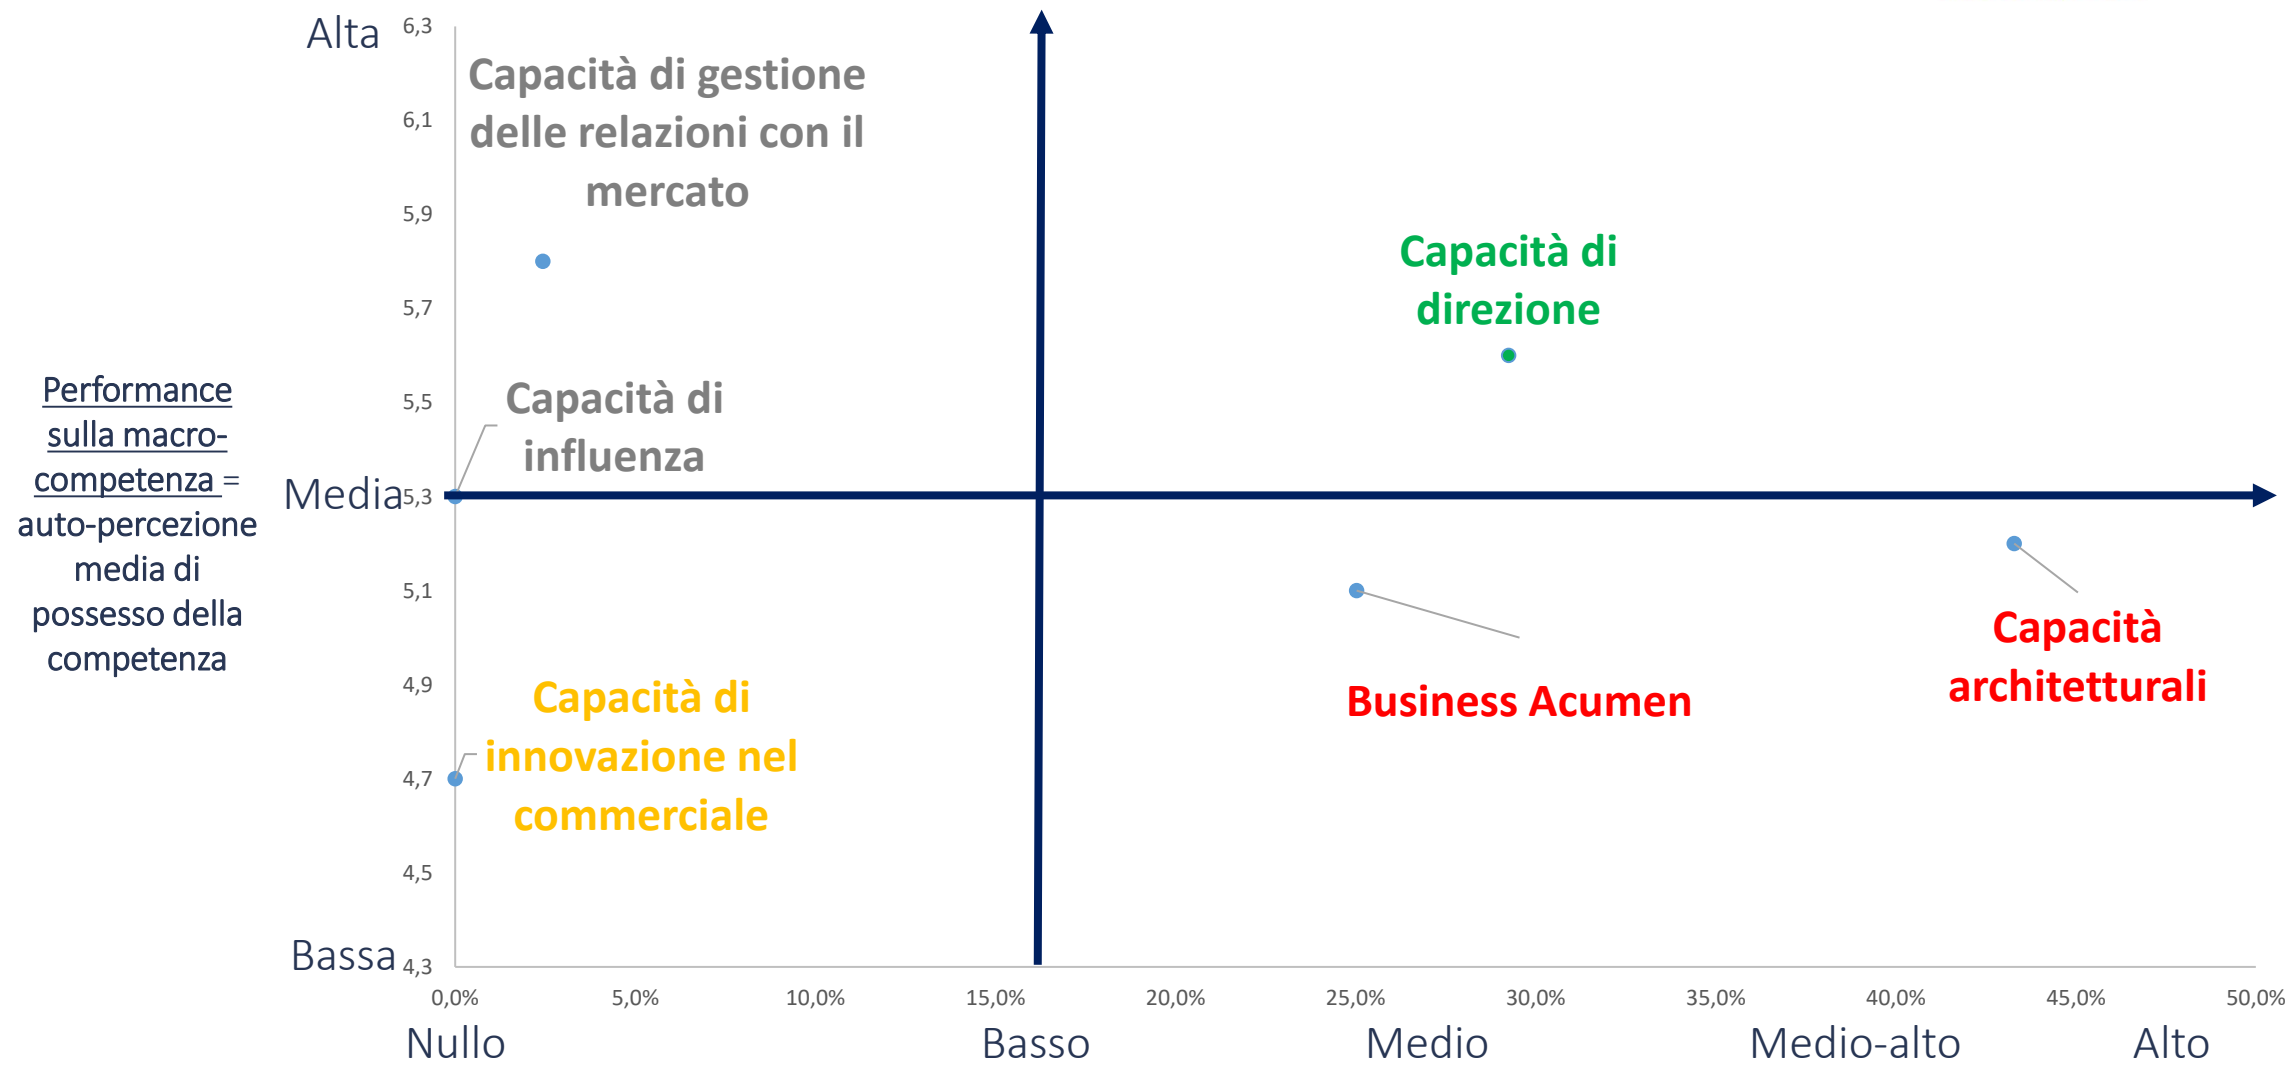 Alta
6,3
Capacità di gestione
delle relazioni con il
mercato
6,1
5,9
Capacità di
direzione
5,7
Performance
sulla macro-
competenza =
auto-percezione
media di
possesso della
competenza
5,5
Capacità di
influenza
Media
5,3
5,1
Capacità
architetturali
Business Acumen
4,9
Capacità di
innovazione nel
commerciale
4,7
4,5
Bassa
4,3
0,0% 5,0% 10,0% 15,0% 20,0% 25,0% 30,0% 35,0% 40,0% 45,0% 50,0%
Nullo Basso Medio Medio-alto Alto